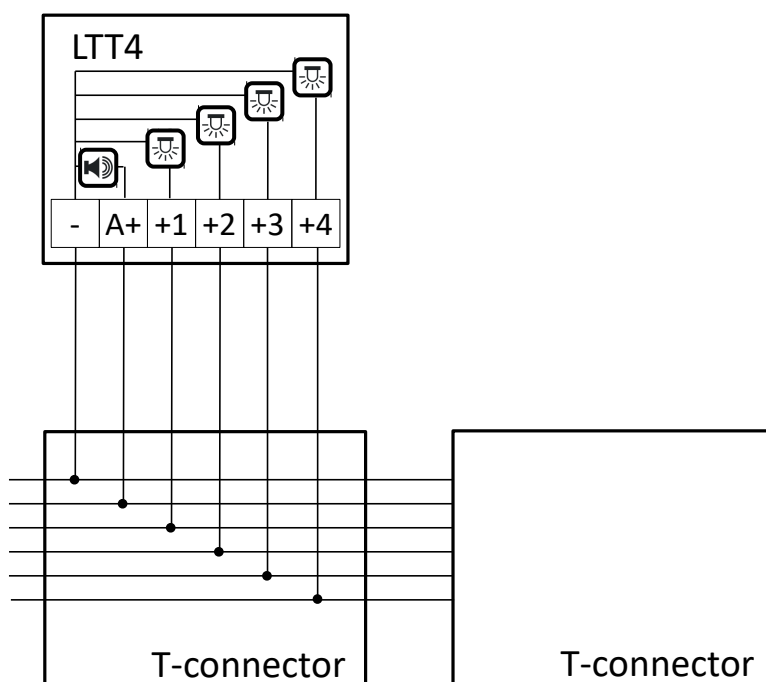 LTT4
- A+ +1 +2 +3 +4
T-connector T-connector